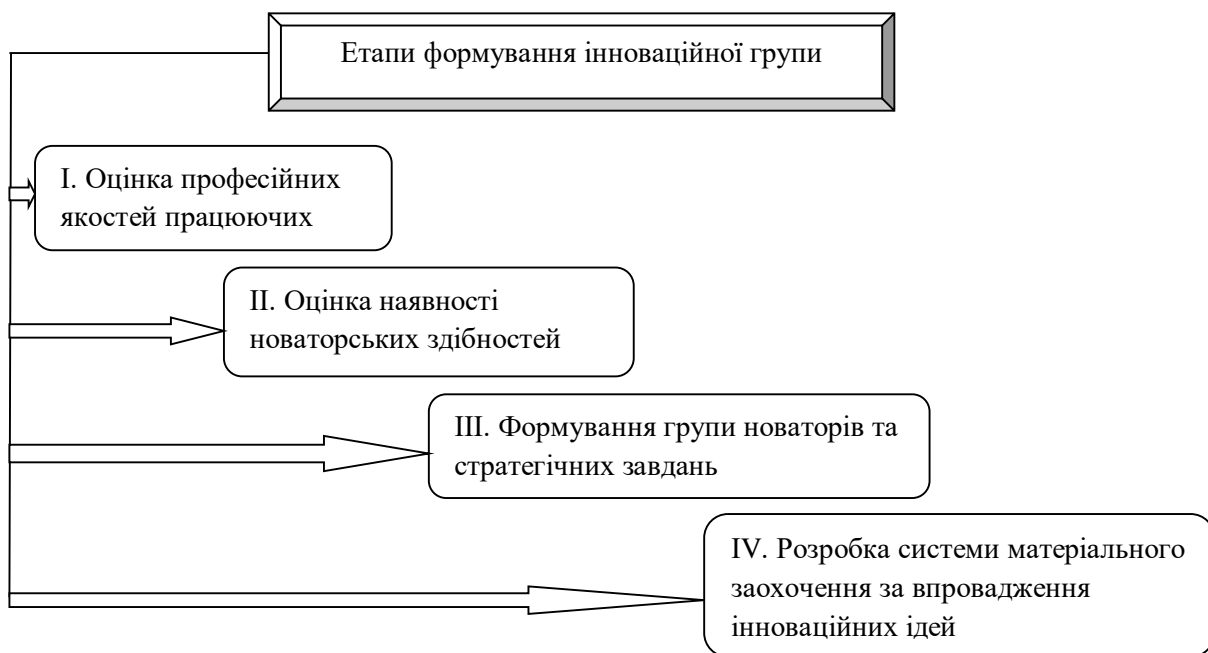 Етапи формування інноваційної групи
І. Оцінка професійних
якостей працюючих
ІІ. Оцінка наявності
новаторських здібностей
ІІІ. Формування групи новаторів та
стратегічних завдань
IV. Розробка системи матеріального
заохочення за впровадження
інноваційних ідей